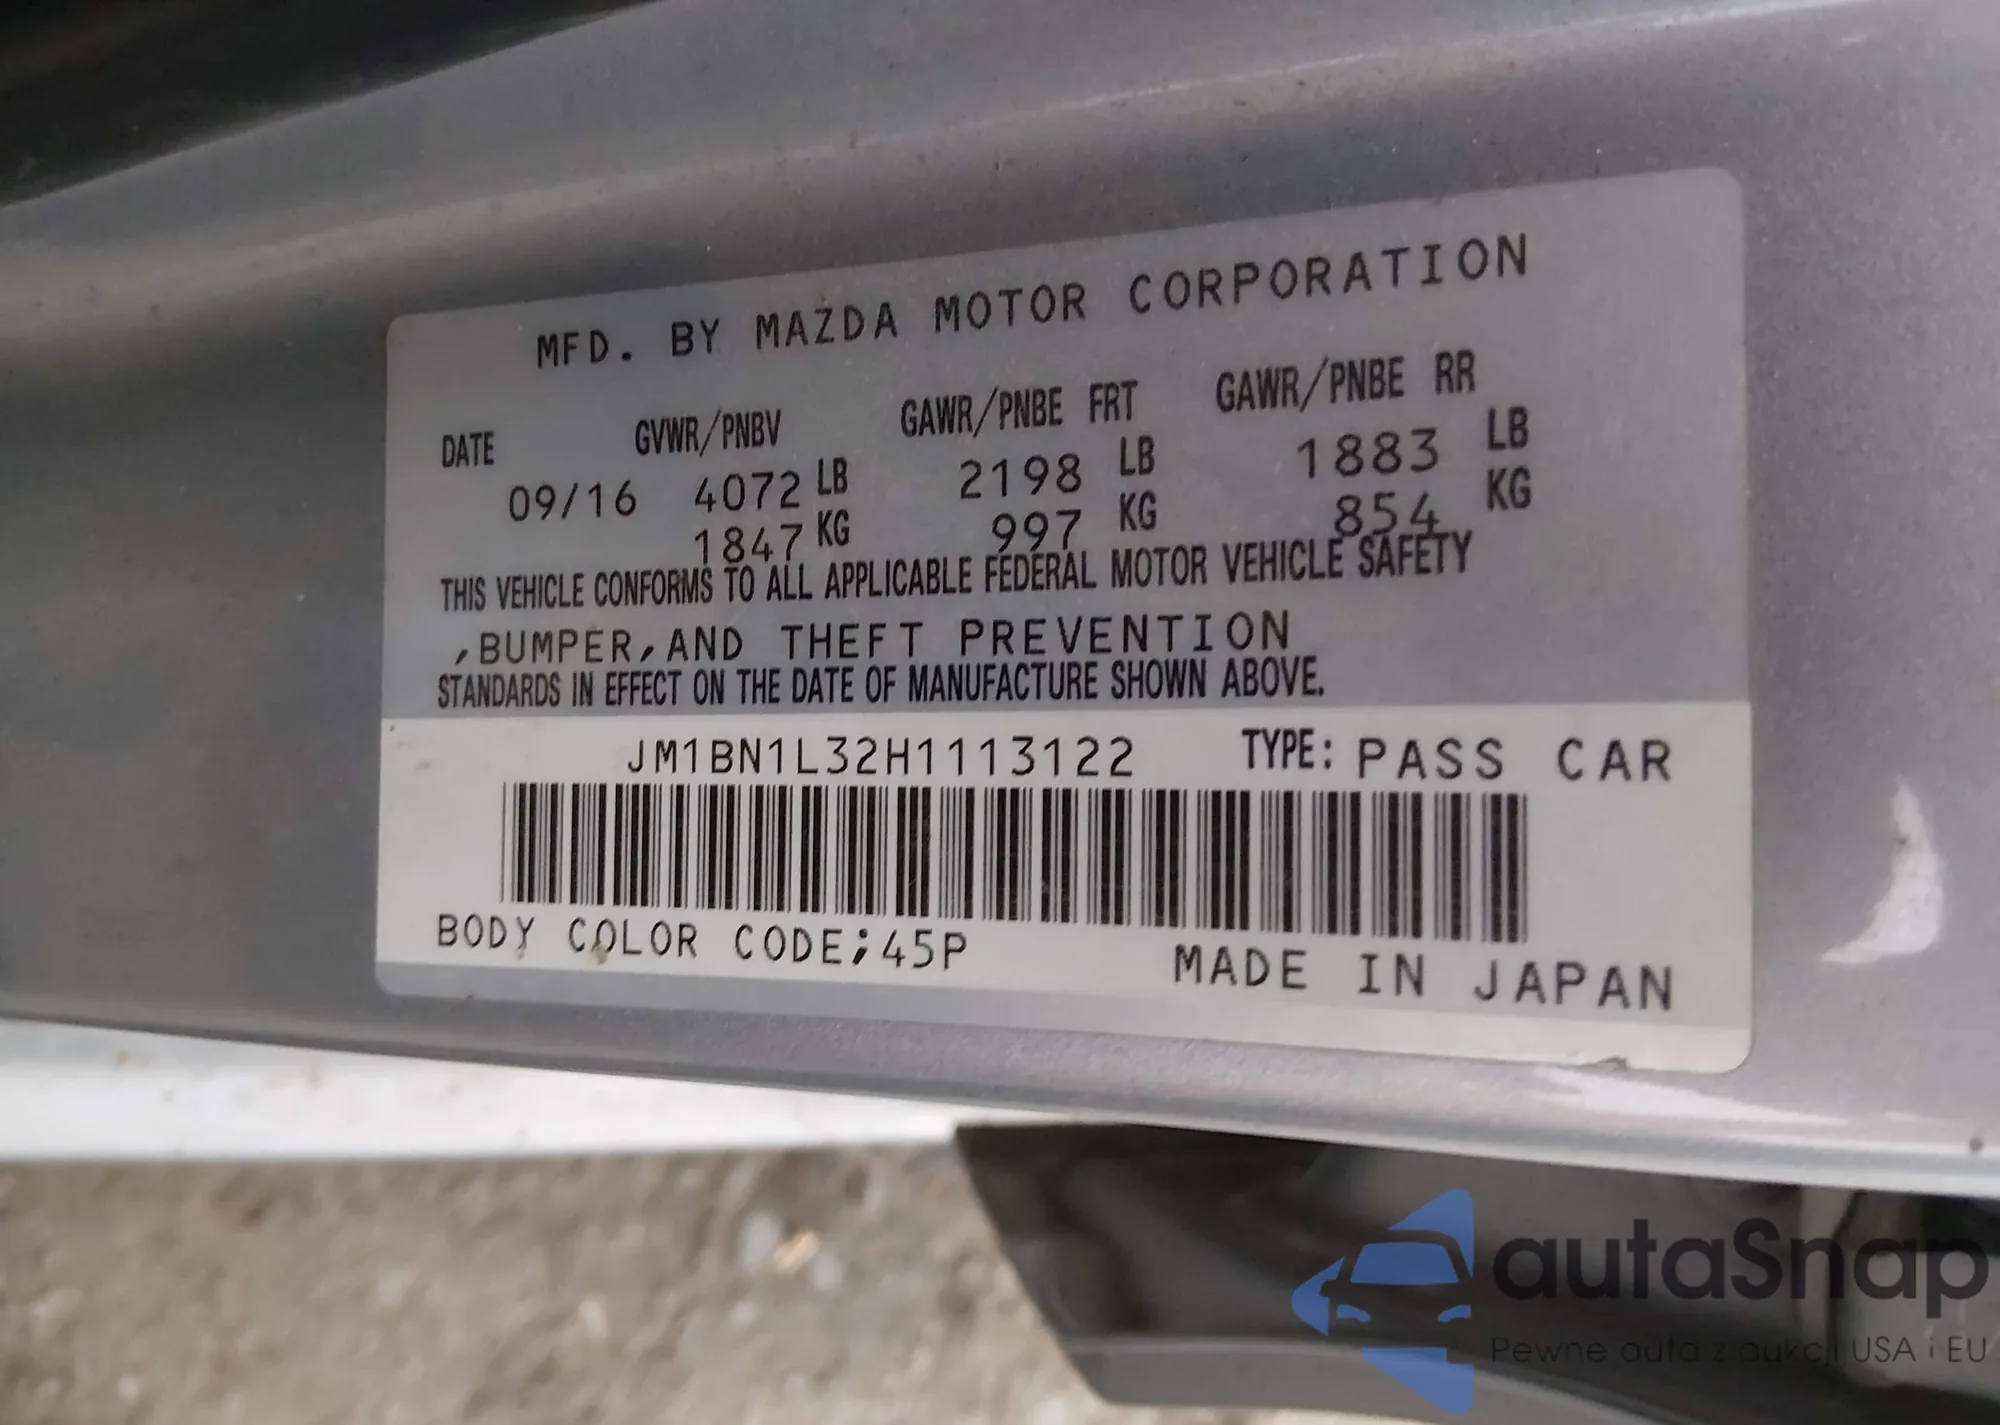 MFD. BY MAZDA MOTOR CORPORATION
DATE GVWR/PNBV GAWR/PNBE FRT GAWR/PNBE RR
09/16 4072 LB 2198 LB 1883 LB
1847 KG 997 KG 854 KG
THIS VEHICLE CONFORMS TO ALL APPLICABLE FEDERAL MOTOR VEHICLE SAFETY
,BUMPER,AND THEFT PREVENTION
STANDARDS IN EFFECT ON THE DATE OF MANUFACTURE SHOWN ABOVE.
JM1BN1L32H1113122 TYPE: PASS CAR
BODY COLOR CODE;45P
MADE IN JAPAN
autaSnap
Pewne auta z aukcji USA i EU